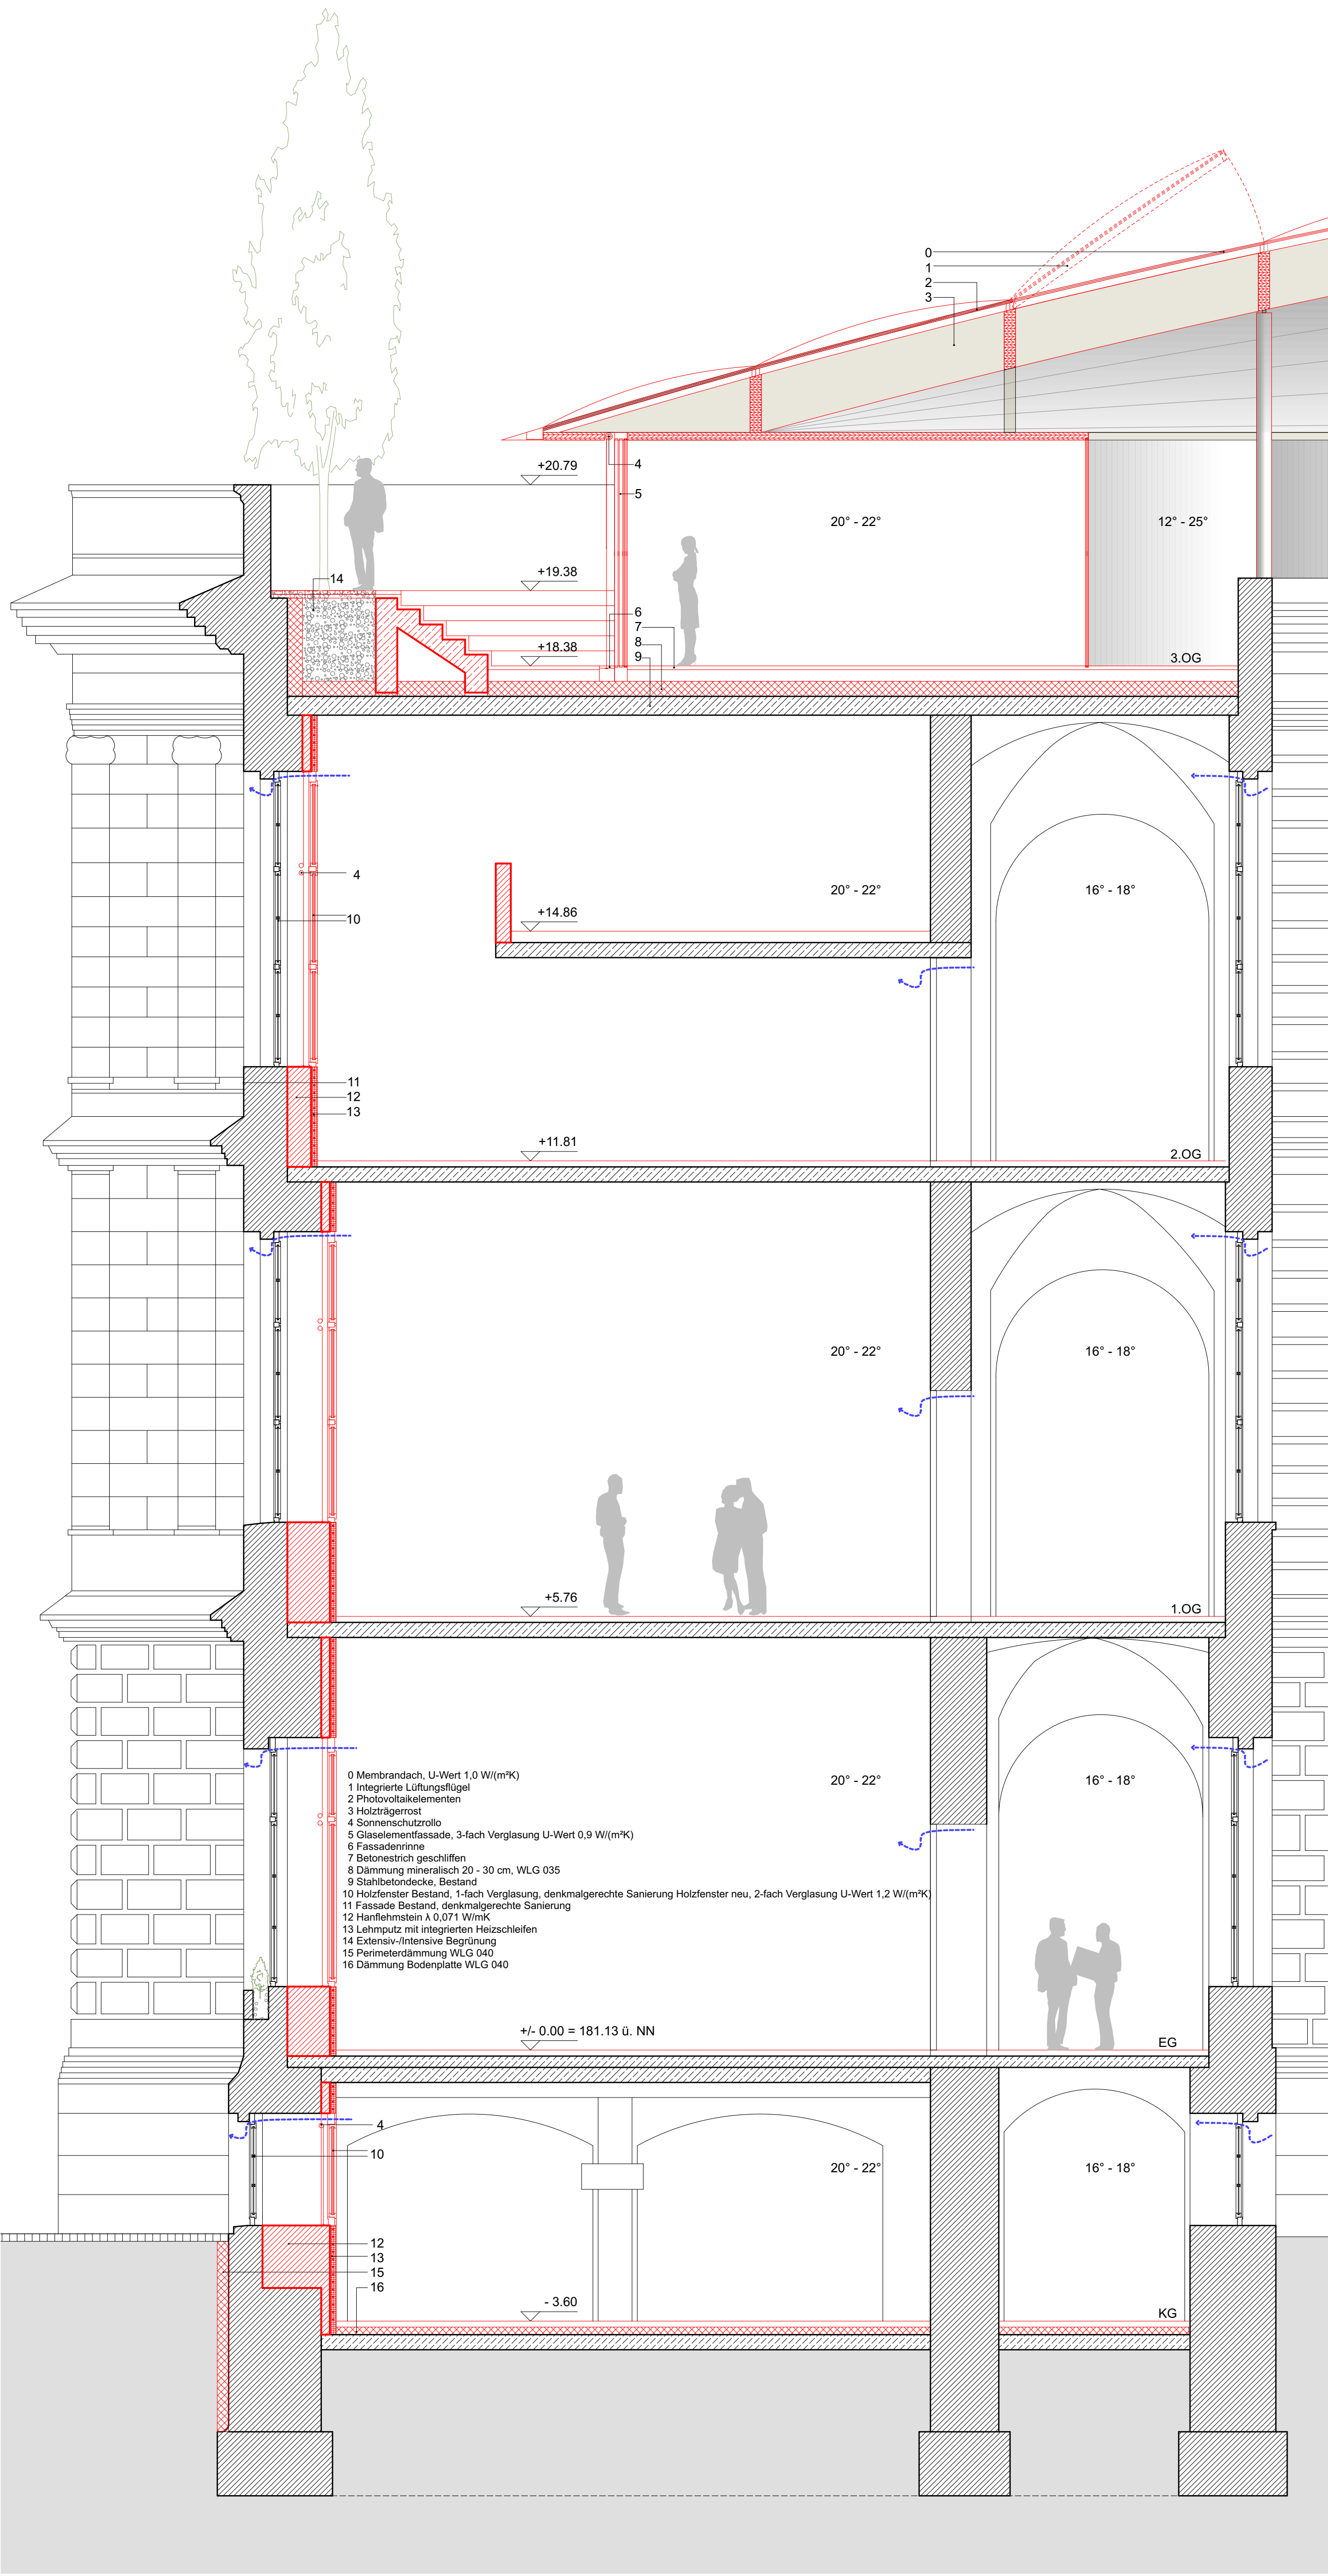 0
1
2
3
+20.79
4
5
20° - 22°
12° - 25°
+19.38
14
6
7
8
9
+18.38
3.OG
4
20° - 22°
16° - 18°
+14.86
10
11
12
13
+11.81
2.OG
20° - 22°
16° - 18°
+5.76
1.OG
0 Membrandach, U-Wert 1,0 W/(m²K)
1 Integrierte Lüftungsflügel
2 Photovoltaikelementen
3 Holzträgerrost
4 Sonnenschutzrollo
5 Glaselementfassade, 3-fach Verglasung U-Wert 0,9 W/(m²K)
6 Fassadenrinne
7 Betonestrich geschliffen
8 Dämmung mineralisch 20 - 30 cm, WLG 035
9 Stahlbetondecke, Bestand
10 Holzfenster Bestand, 1-fach Verglasung, denkmalgerechte Sanierung Holzfenster neu, 2-fach Verglasung U-Wert 1,2 W/(m²K)
11 Fassade Bestand, denkmalgerechte Sanierung
12 Hanflehmstein λ 0,071 W/mK
13 Lehmputz mit integrierten Heizschleifen
14 Extensiv-/Intensive Begrünung
15 Perimeterdämmung WLG 040
16 Dämmung Bodenplatte WLG 040
20° - 22°
16° - 18°
+/- 0.00 = 181.13 ü. NN
EG
4
10
20° - 22°
16° - 18°
12
13
15
16
- 3.60
KG